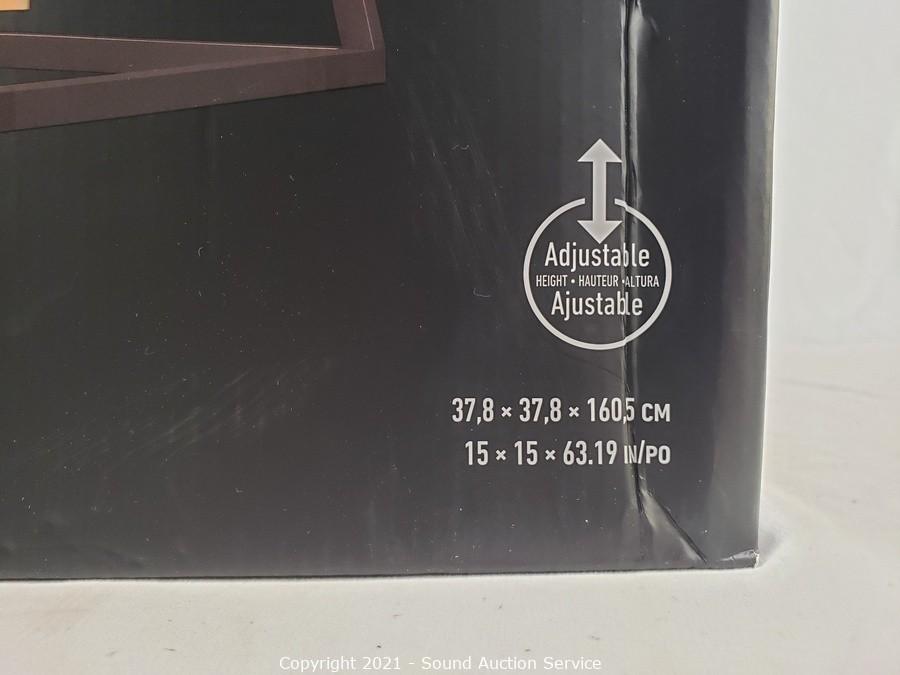 Adjustable
HEIGHT • HAUTEUR • ALTURA
Ajustable
37,8 × 37,8 × 160,5 CM
15 × 15 × 63.19 IN/PO
Copyright 2021 - Sound Auction Service